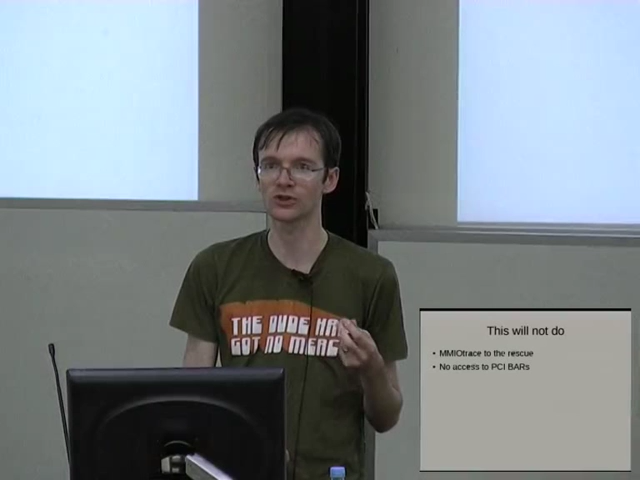 THE DUDE HA
GOT NO MERC
This will not do
• MMIOtrace to the rescue
• No access to PCI BARs